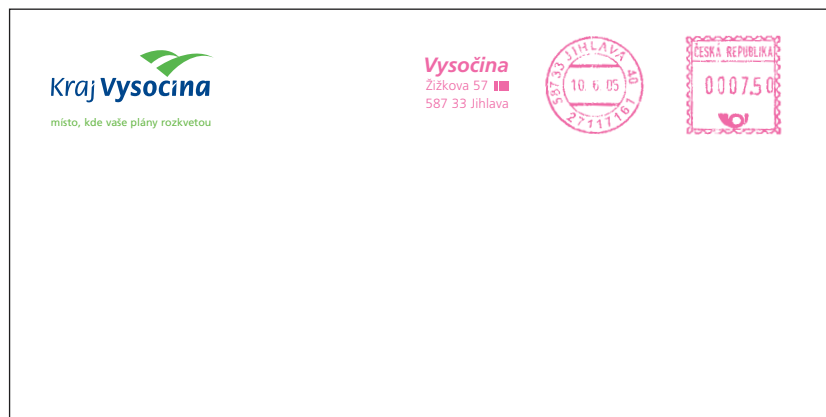 Kraj Vysočina
místo, kde vaše plány rozkvetou
Vysočina
Žižkova 57
587 33 Jihlava
587 33 JIHLAVA 40
10. 6. 05
27117161
ČESKÁ REPUBLIKA
0007.50